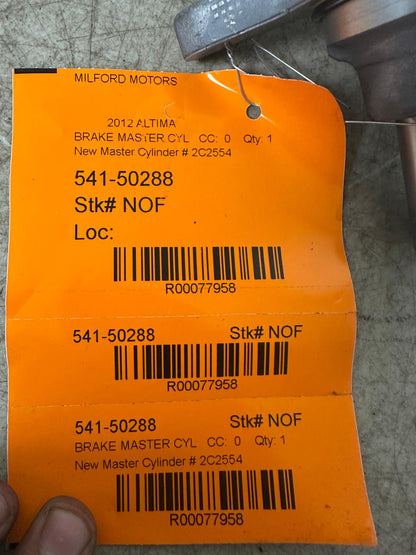 MILFORD MOTORS
2012 ALTIMA
BRAKE MASTER CYL CC: 0 Qty: 1
New Master Cylinder # 2C2554
541-50288
Stk# NOF
Loc:
R00077958
541-50288 Stk# NOF
R00077958
541-50288 Stk# NOF
BRAKE MASTER CYL CC: 0 Qty: 1
New Master Cylinder # 2C2554
R00077958